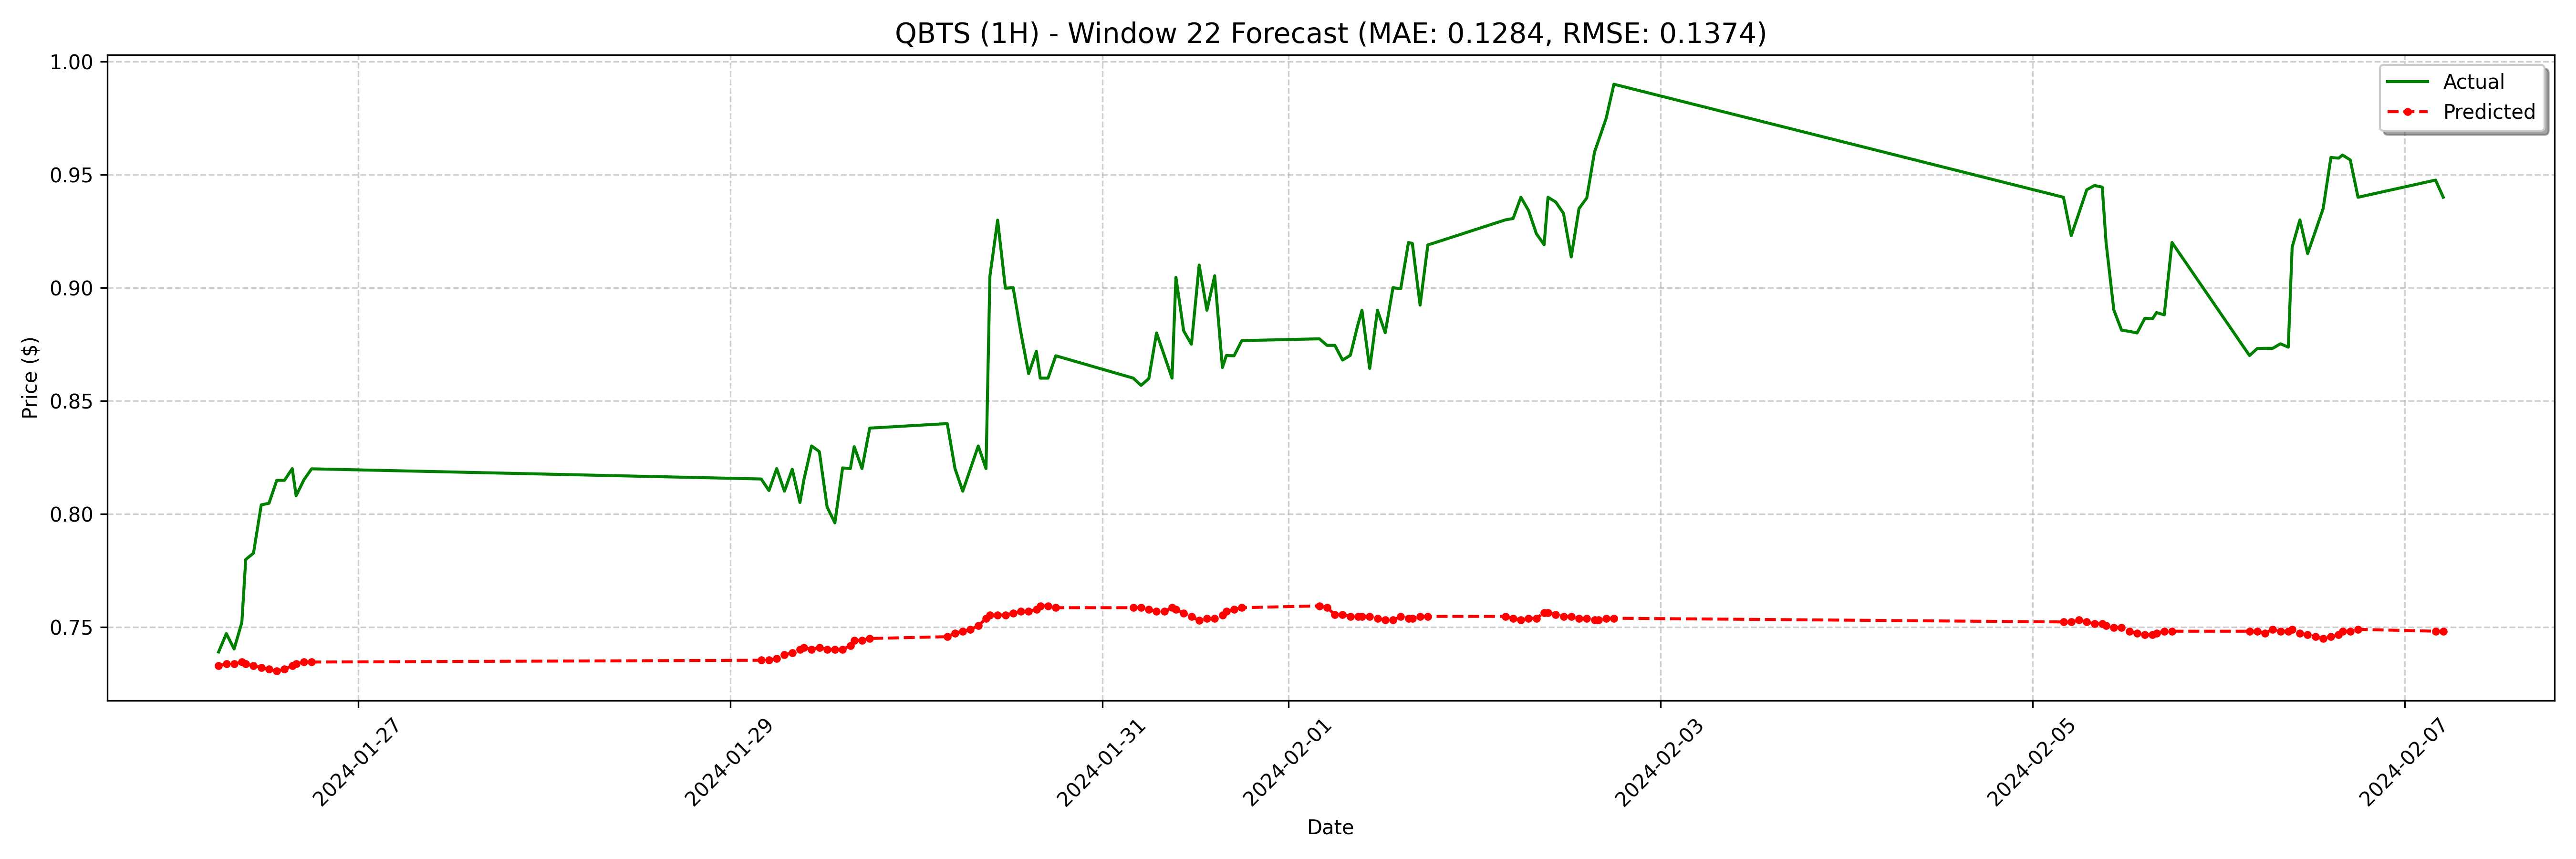 QBTS (1H) - Window 22 Forecast (MAE: 0.1284, RMSE: 0.1374)
Price ($)
1.00
0.95
0.90
0.85
0.80
0.75
Actual
Predicted
2024-01-27
2024-01-29
2024-01-31
2024-02-01
2024-02-03
2024-02-05
2024-02-07
Date